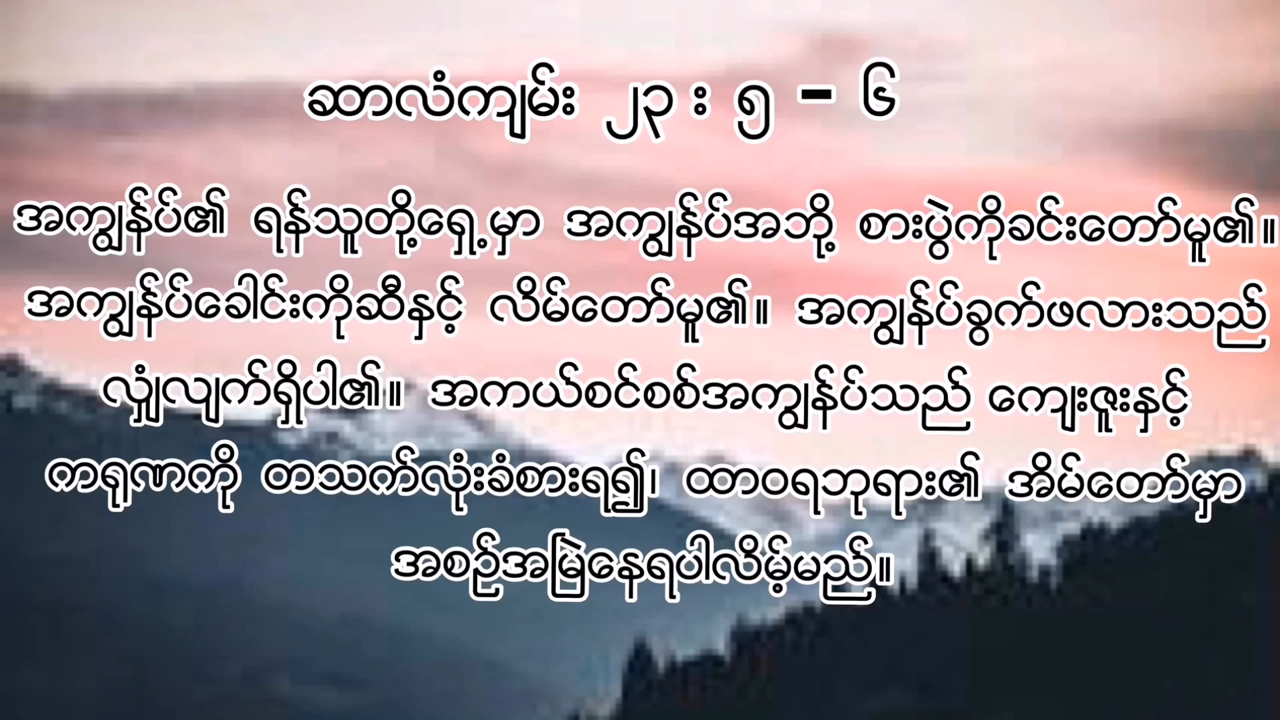 ဆာလံကျမ်း ၂၃ : ၅ - ၆
အကျွန်ုပ်၏ ရန်သူတို့ရှေ့မှာ အကျွန်ုပ်အဘို့ စားပွဲကိုခင်းတော်မူ၏။
အကျွန်ုပ်ခေါင်းကိုဆီနှင့် လိမ်တော်မူ၏။ အကျွန်ုပ်ခွက်ဖလားသည်
လျှံလျက်ရှိပါ၏။ အကယ်စင်စစ်အကျွန်ုပ်သည် ကျေးဇူးနှင့်
ကရုဏကို တသက်လုံးခံစားရ၍၊ ထာဝရဘုရား၏ အိမ်တော်မှာ
အစဉ်အမြဲနေရပါလိမ့်မည်။